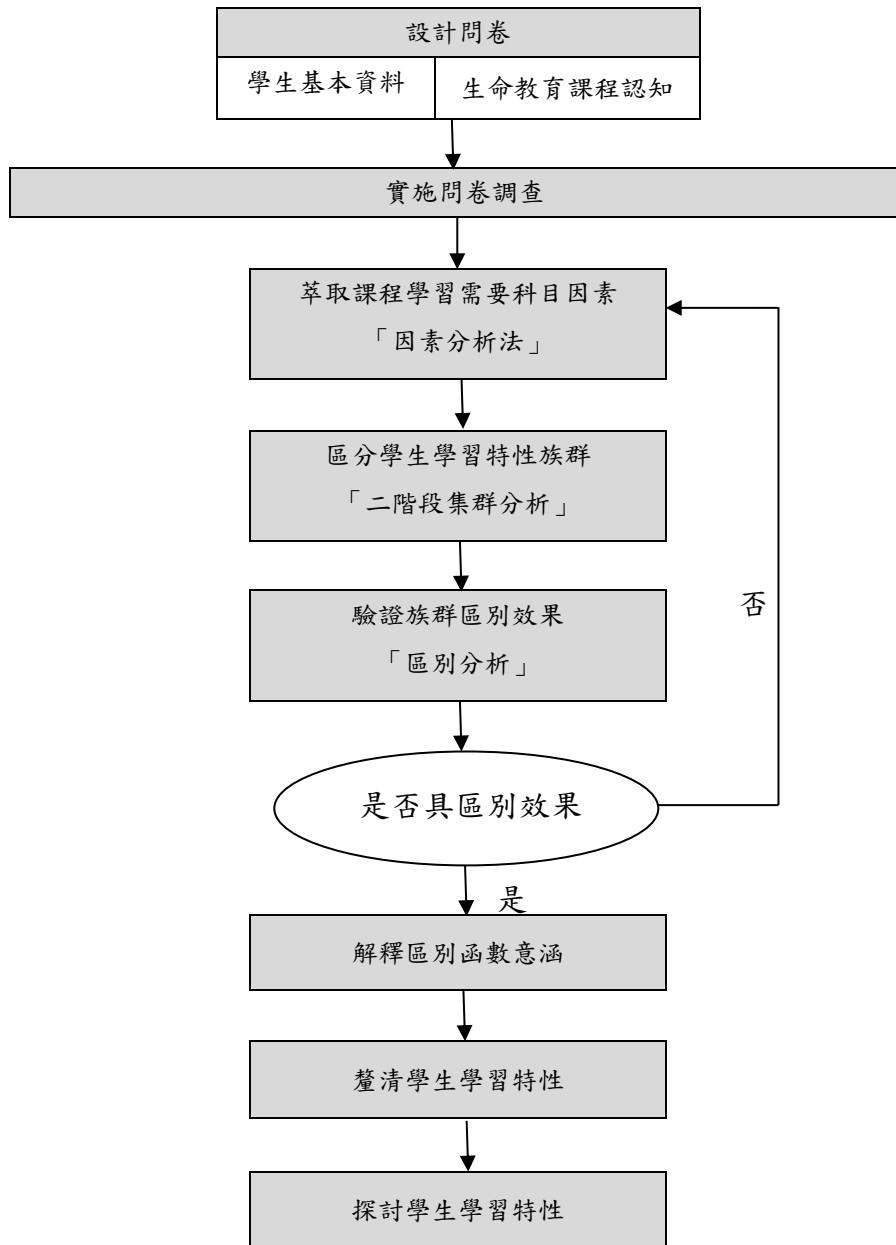 設計問卷
學生基本資料
生命教育課程認知
實施問卷調查
萃取課程學習需要科目因素
「因素分析法」
區分學生學習特性族群
「二階段集群分析」
驗證族群區別效果
「區別分析」
否
是否具區別效果
是
解釋區別函數意涵
釐清學生學習特性
探討學生學習特性